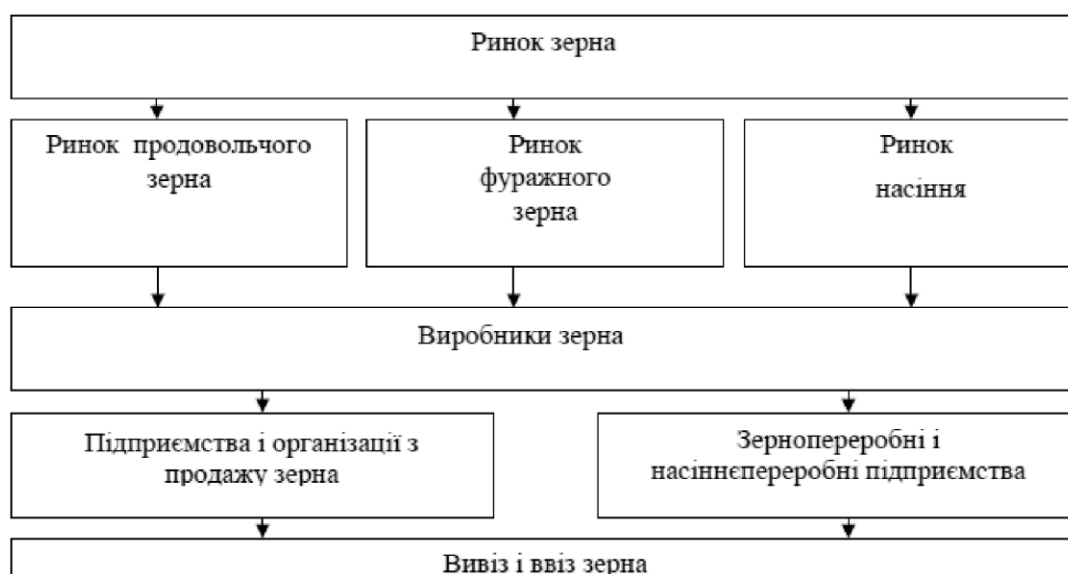 Ринок зерна
Ринок продовольчого
зерна
Ринок
фуражного
зерна
Ринок
насіння
Виробники зерна
Підприємства і організації з
продажу зерна
Зернопереробні і
насіннєпереробні підприємства
Вивіз і ввіз зерна